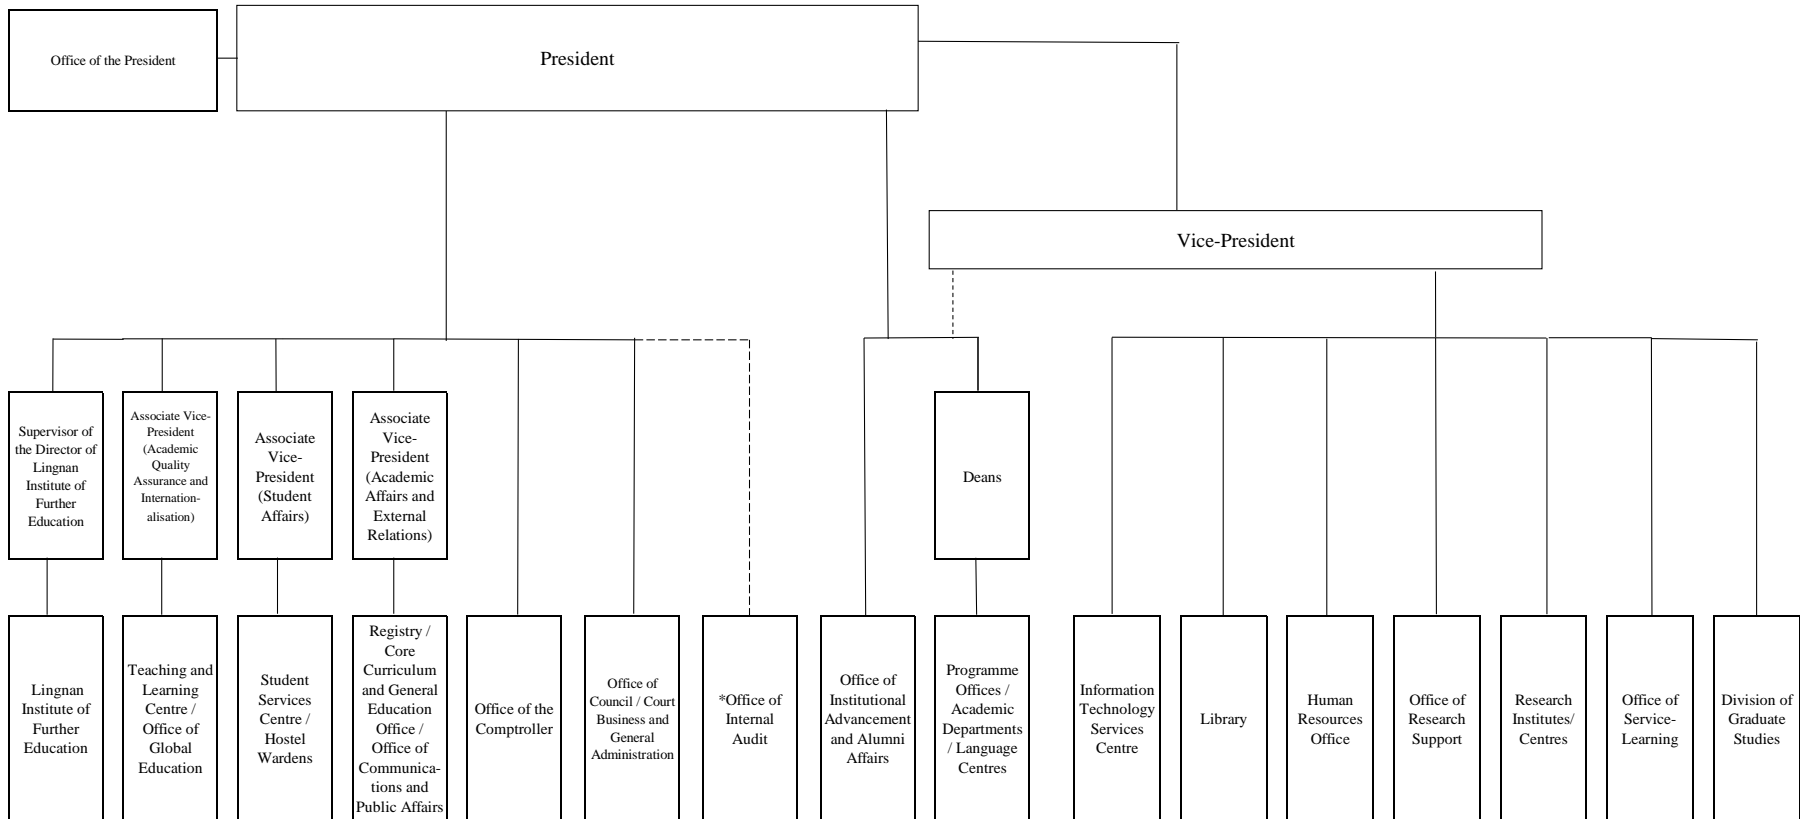 Office of the President
President
Vice-President
Supervisor of
the Director of
Lingnan
Institute of
Further
Education
Associate Vice-
President
(Academic
Quality
Assurance and
Internation-
alisation)
Associate
Vice-
President
(Student
Affairs)
Associate
Vice-
President
(Academic
Affairs and
External
Relations)
Deans
Lingnan
Institute of
Further
Education
Teaching and
Learning
Centre /
Office of
Global
Education
Student
Services
Centre /
Hostel
Wardens
Registry /
Core
Curriculum
and General
Education
Office /
Office of
Communica-
tions and
Public Affairs
Office of the
Comptroller
Office of
Council / Court
Business and
General
Administration
*Office of
Internal
Audit
Office of
Institutional
Advancement
and Alumni
Affairs
Programme
Offices /
Academic
Departments
/ Language
Centres
Information
Technology
Services
Centre
Library
Human
Resources
Office
Office of
Research
Support
Research
Institutes/
Centres
Office of
Service-
Learning
Division of
Graduate
Studies